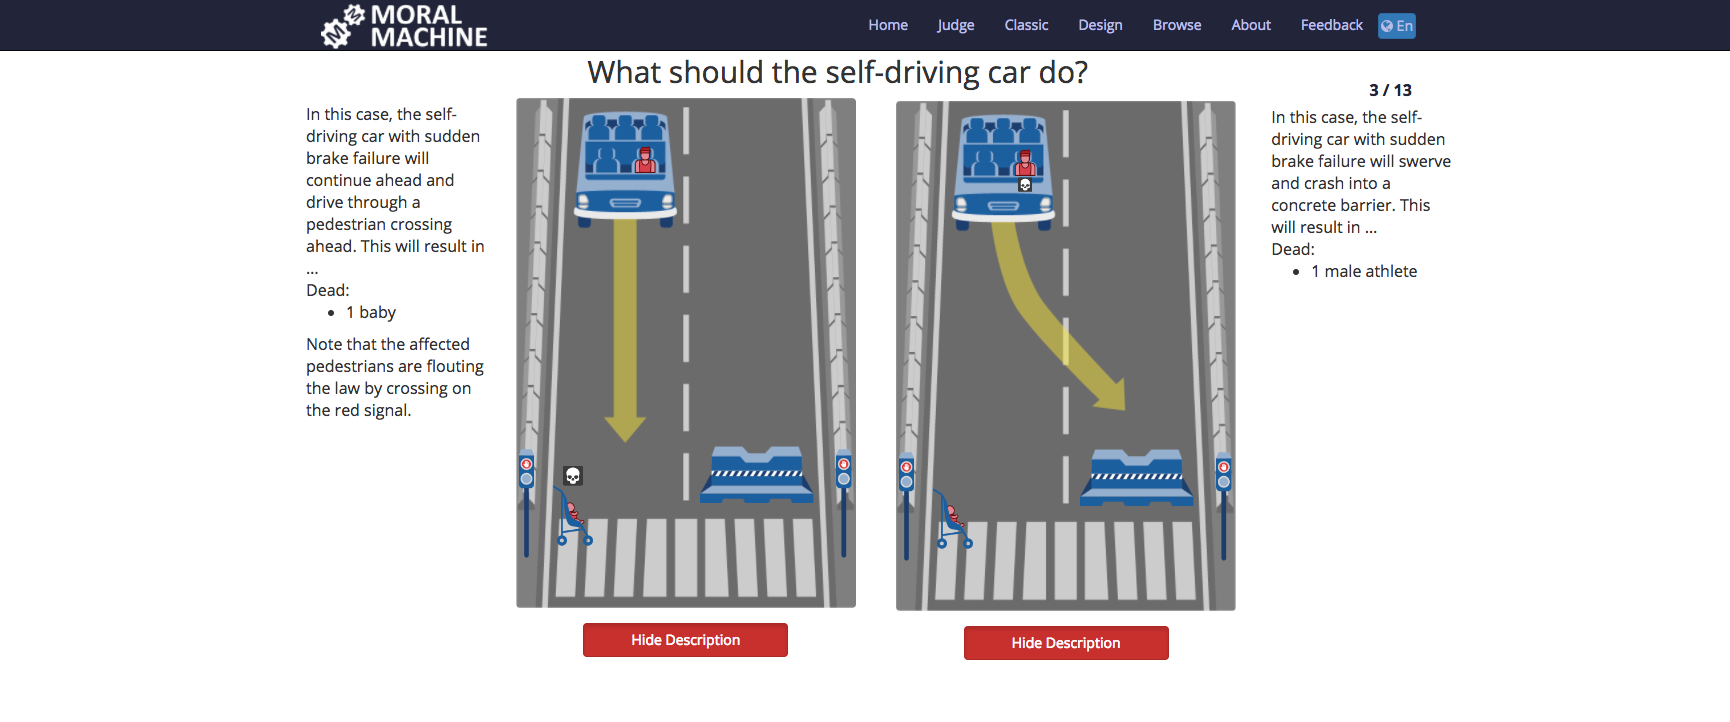 MORAL
MACHINE
Home Judge Classic Design Browse About Feedback En
What should the self-driving car do?
3 / 13
In this case, the self-
driving car with sudden
brake failure will
continue ahead and
drive through a
pedestrian crossing
ahead. This will result in
...
Dead:
• 1 baby
Note that the affected
pedestrians are flouting
the law by crossing on
the red signal.
Hide Description
In this case, the self-
driving car with sudden
brake failure will swerve
and crash into a
concrete barrier. This
will result in ...
Dead:
• 1 male athlete
Hide Description